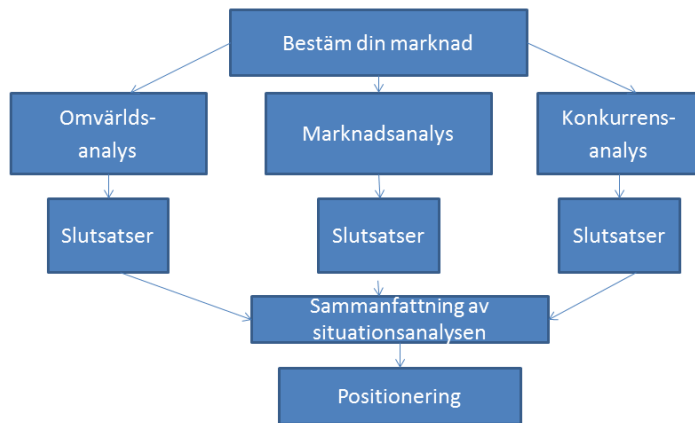 Bestäm din marknad
Omvärlds-
analys
Marknadsanalys
Konkurrens-
analys
Slutsatser
Slutsatser
Slutsatser
Sammanfattning av
situationsanalysen
Positionering